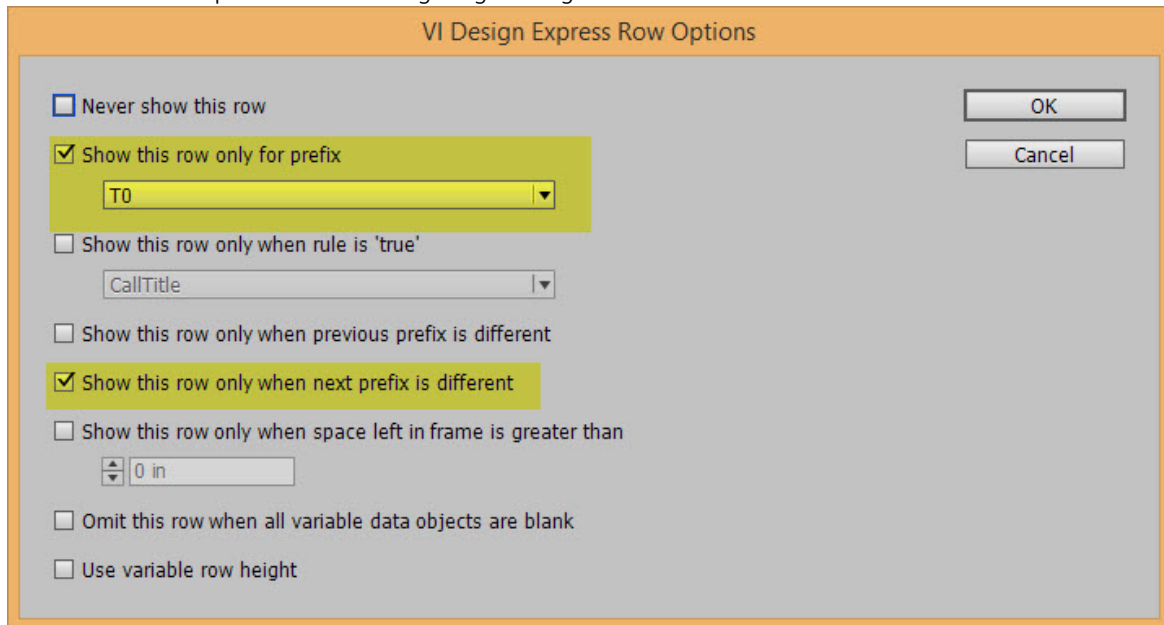 VI Design Express Row Options
Never show this row
OK
Show this row only for prefix
Cancel
T0
Show this row only when rule is 'true'
CallTitle
Show this row only when previous prefix is different
Show this row only when next prefix is different
Show this row only when space left in frame is greater than
0 in
Omit this row when all variable data objects are blank
Use variable row height